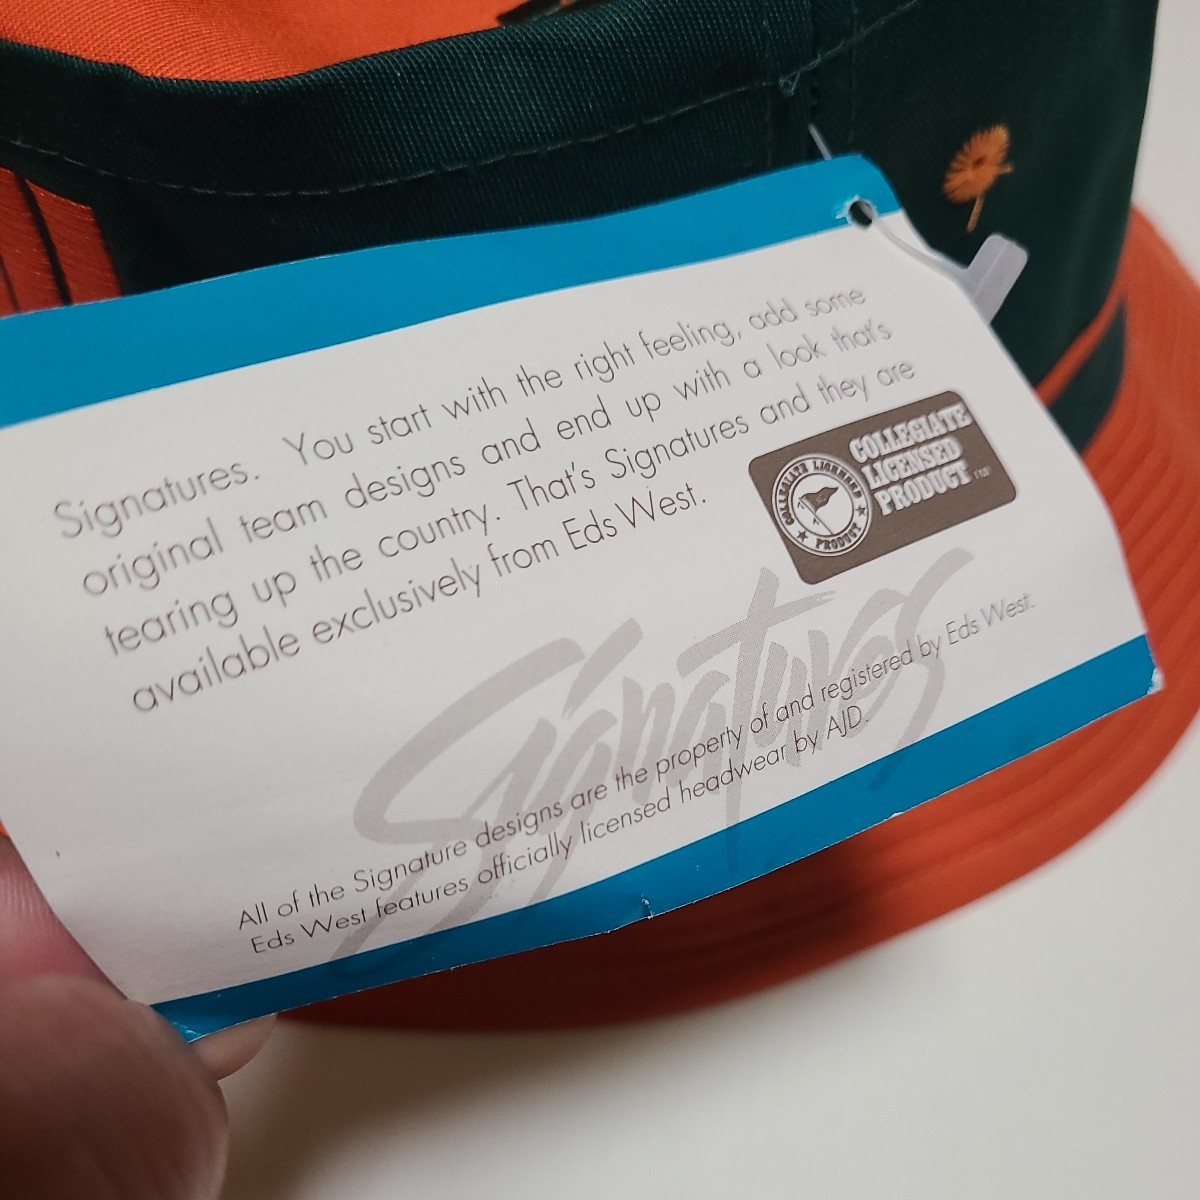 Signatures. You start with the right feeling, add some
original team designs and end up with a look that's
tearing up the country. That's Signatures and they are
available exclusively from Eds West.
COLLEGIATE
LICENSED
PRODUCT
COLLEGIATE LICENSED
PRODUCT
Signatures
All of the Signature designs are the property of and registered by Eds West.
Eds West features officially licensed headwear by AJD.